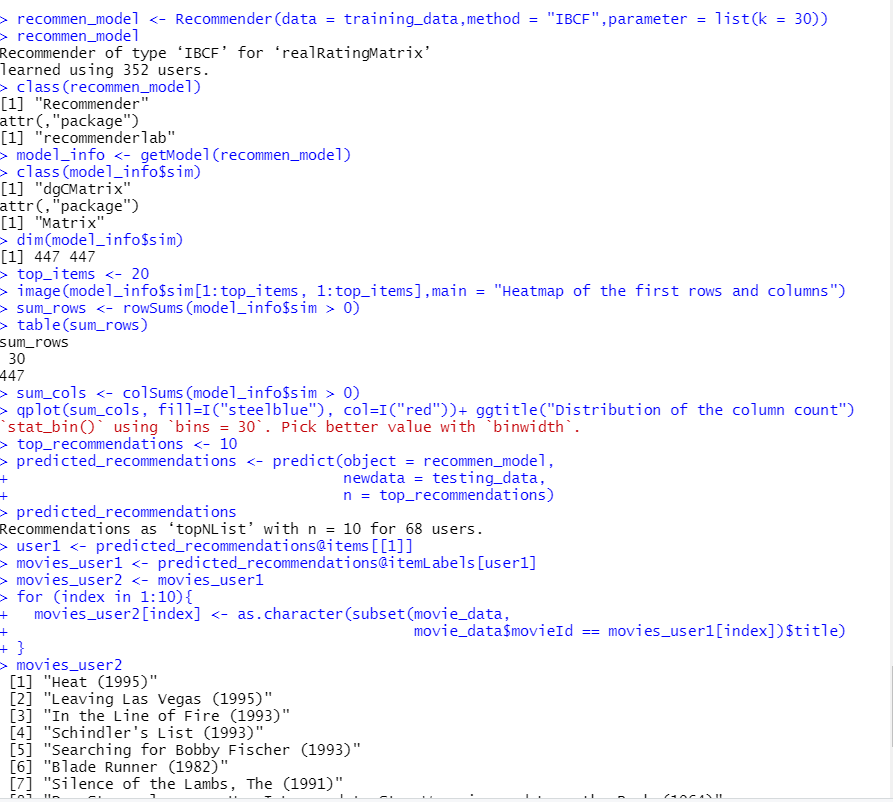 > recommen_model <- Recommender(data = training_data,method = "IBCF",parameter = list(k = 30))
> recommen_model
Recommender of type ‘IBCF’ for ‘realRatingMatrix’
learned using 352 users.
> class(recommen_model)
[1] "Recommender"
attr(,"package")
[1] "recommenderlab"
> model_info <- getModel(recommen_model)
> class(model_info$sim)
[1] "dgCMatrix"
attr(,"package")
[1] "Matrix"
> dim(model_info$sim)
[1] 447 447
> top_items <- 20
> image(model_info$sim[1:top_items, 1:top_items],main = "Heatmap of the first rows and columns")
> sum_rows <- rowSums(model_info$sim > 0)
> table(sum_rows)
sum_rows
 30
447
> sum_cols <- colSums(model_info$sim > 0)
> qplot(sum_cols, fill=I("steelblue"), col=I("red"))+ ggtitle("Distribution of the column count")
`stat_bin()` using `bins = 30`. Pick better value with `binwidth`.
> top_recommendations <- 10
> predicted_recommendations <- predict(object = recommen_model,
+                                      newdata = testing_data,
+                                      n = top_recommendations)
> predicted_recommendations
Recommendations as ‘topNList’ with n = 10 for 68 users.
> user1 <- predicted_recommendations@items[[1]]
> movies_user1 <- predicted_recommendations@itemLabels[user1]
> movies_user2 <- movies_user1
> for (index in 1:10){
+   movies_user2[index] <- as.character(subset(movie_data,
+                                              movie_data$movieId == movies_user1[index])$title)
+ }
> movies_user2
 [1] "Heat (1995)"
 [2] "Leaving Las Vegas (1995)"
 [3] "In the Line of Fire (1993)"
 [4] "Schindler's List (1993)"
 [5] "Searching for Bobby Fischer (1993)"
 [6] "Blade Runner (1982)"
 [7] "Silence of the Lambs, The (1991)"